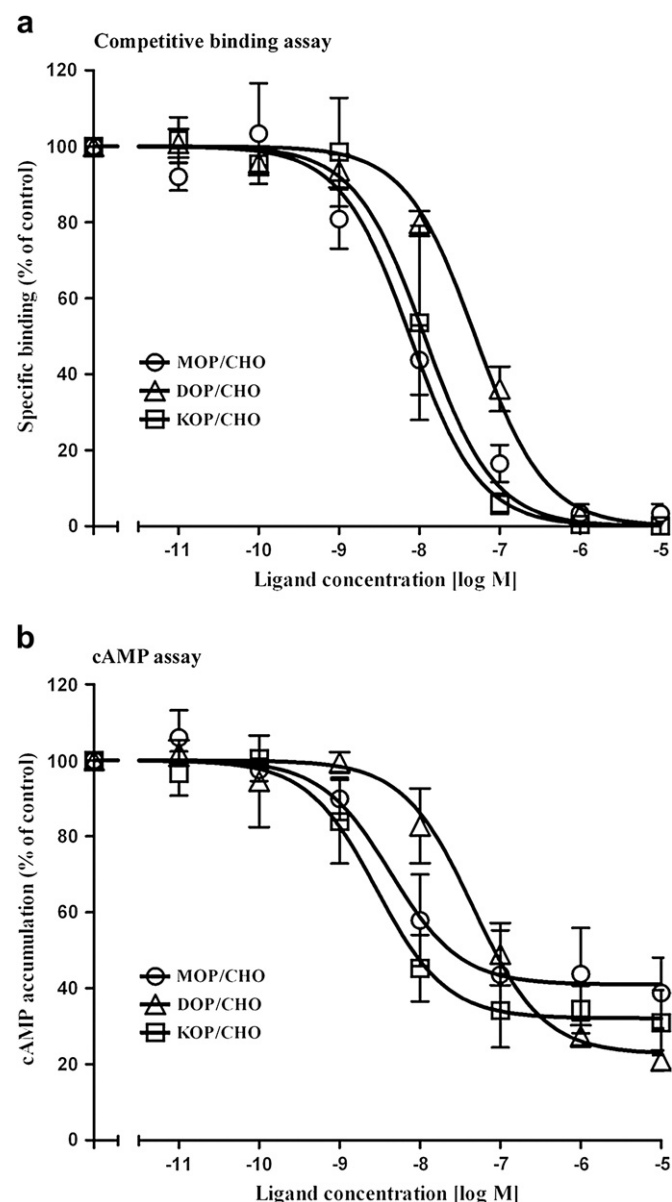 a
Competitive binding assay
120
100
80
60
40
20
0
Specific binding (% of control)
MOP/CHO
DOP/CHO
KOP/CHO
-11 -10 -9 -8 -7 -6 -5
Ligand concentration [log M]
b
cAMP assay
120
100
80
60
40
20
0
cAMP accumulation (% of control)
MOP/CHO
DOP/CHO
KOP/CHO
-11 -10 -9 -8 -7 -6 -5
Ligand concentration [log M]